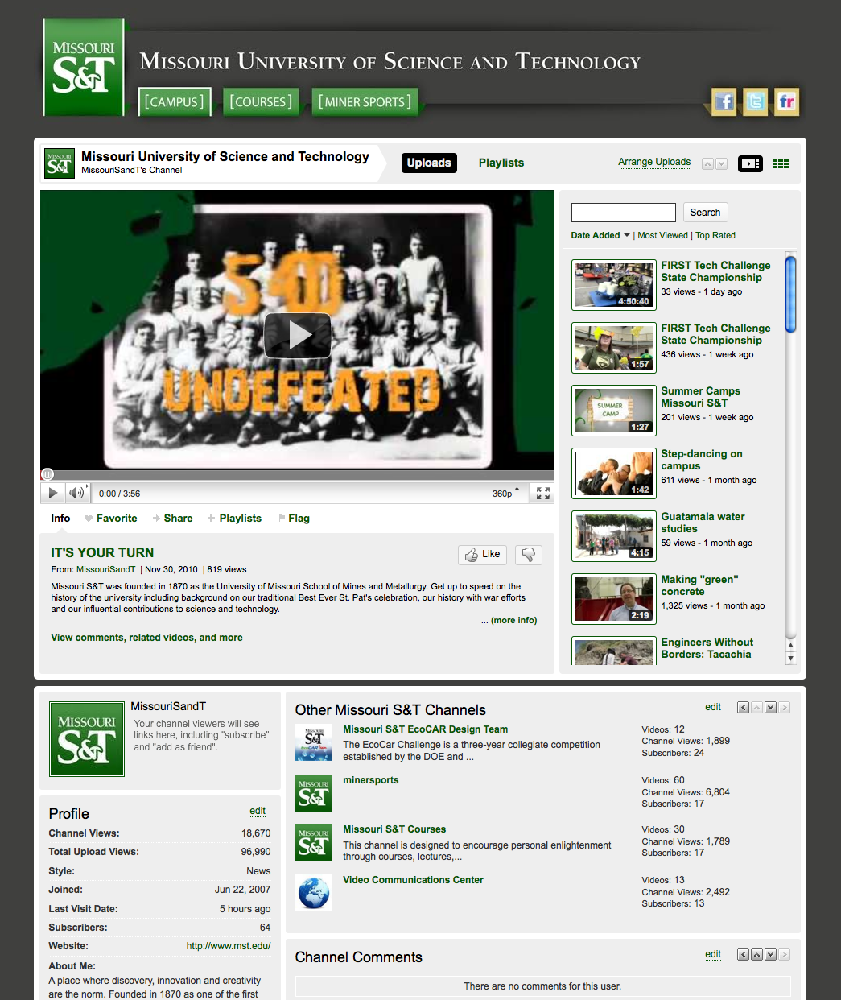 MISSOURI
S&T
MISSOURI UNIVERSITY OF SCIENCE AND TECHNOLOGY
[CAMPUS] [COURSES] [MINER SPORTS]
f t fr
MISSOURI
S&T
Missouri University of Science and Technology
MissouriSandT's Channel
Uploads Playlists Arrange Uploads
5-0
UNDEFEATED
0:00 / 3:56 360p
Info Favorite Share Playlists Flag
IT'S YOUR TURN
Like
From: MissouriSandT | Nov 30, 2010 | 819 views
Missouri S&T was founded in 1870 as the University of Missouri School of Mines and Metallurgy. Get up to speed on the
history of the university including background on our traditional Best Ever St. Pat's celebration, our history with war efforts
and our influential contributions to science and technology.
... (more info)
View comments, related videos, and more
Search
Date Added | Most Viewed | Top Rated
4:50:40
FIRST Tech Challenge
State Championship
33 views - 1 day ago
1:57
FIRST Tech Challenge
State Championship
436 views - 1 week ago
SUMMER
CAMP
1:27
Summer Camps
Missouri S&T
201 views - 1 week ago
1:42
Step-dancing on
campus
611 views - 1 month ago
4:15
Guatamala water
studies
59 views - 1 month ago
2:19
Making "green"
concrete
1,325 views - 1 month ago
Engineers Without
Borders: Tacachia
MISSOURI
S&T
MissouriSandT
Your channel viewers will see
links here, including "subscribe"
and "add as friend".
Profile edit
Channel Views: 18,670
Total Upload Views: 96,990
Style: News
Joined: Jun 22, 2007
Last Visit Date: 5 hours ago
Subscribers: 64
Website: http://www.mst.edu/
About Me:
A place where discovery, innovation and creativity
are the norm. Founded in 1870 as one of the first
Other Missouri S&T Channels edit
MISSOURI
S&T
EcoCAR Team
Missouri S&T EcoCAR Design Team
The EcoCar Challenge is a three-year collegiate competition
established by the DOE and ...
Videos: 12
Channel Views: 1,899
Subscribers: 24
MISSOURI
S&T
minersports
Videos: 60
Channel Views: 6,804
Subscribers: 17
MISSOURI
S&T
Missouri S&T Courses
This channel is designed to encourage personal enlightenment
through courses, lectures,...
Videos: 30
Channel Views: 1,789
Subscribers: 17
Video Communications Center
Videos: 13
Channel Views: 2,492
Subscribers: 13
Channel Comments edit
There are no comments for this user.